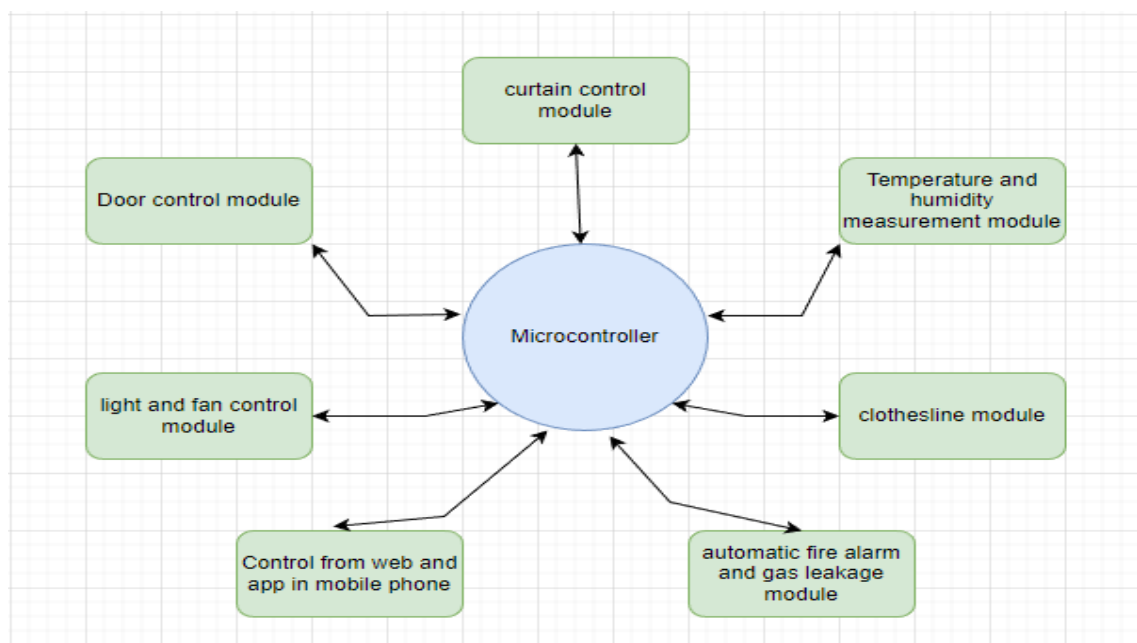 curtain control
module
Door control module
Temperature and
humidity
measurement module
Microcontroller
light and fan control
module
clothesline module
Control from web and
app in mobile phone
automatic fire alarm
and gas leakage
module